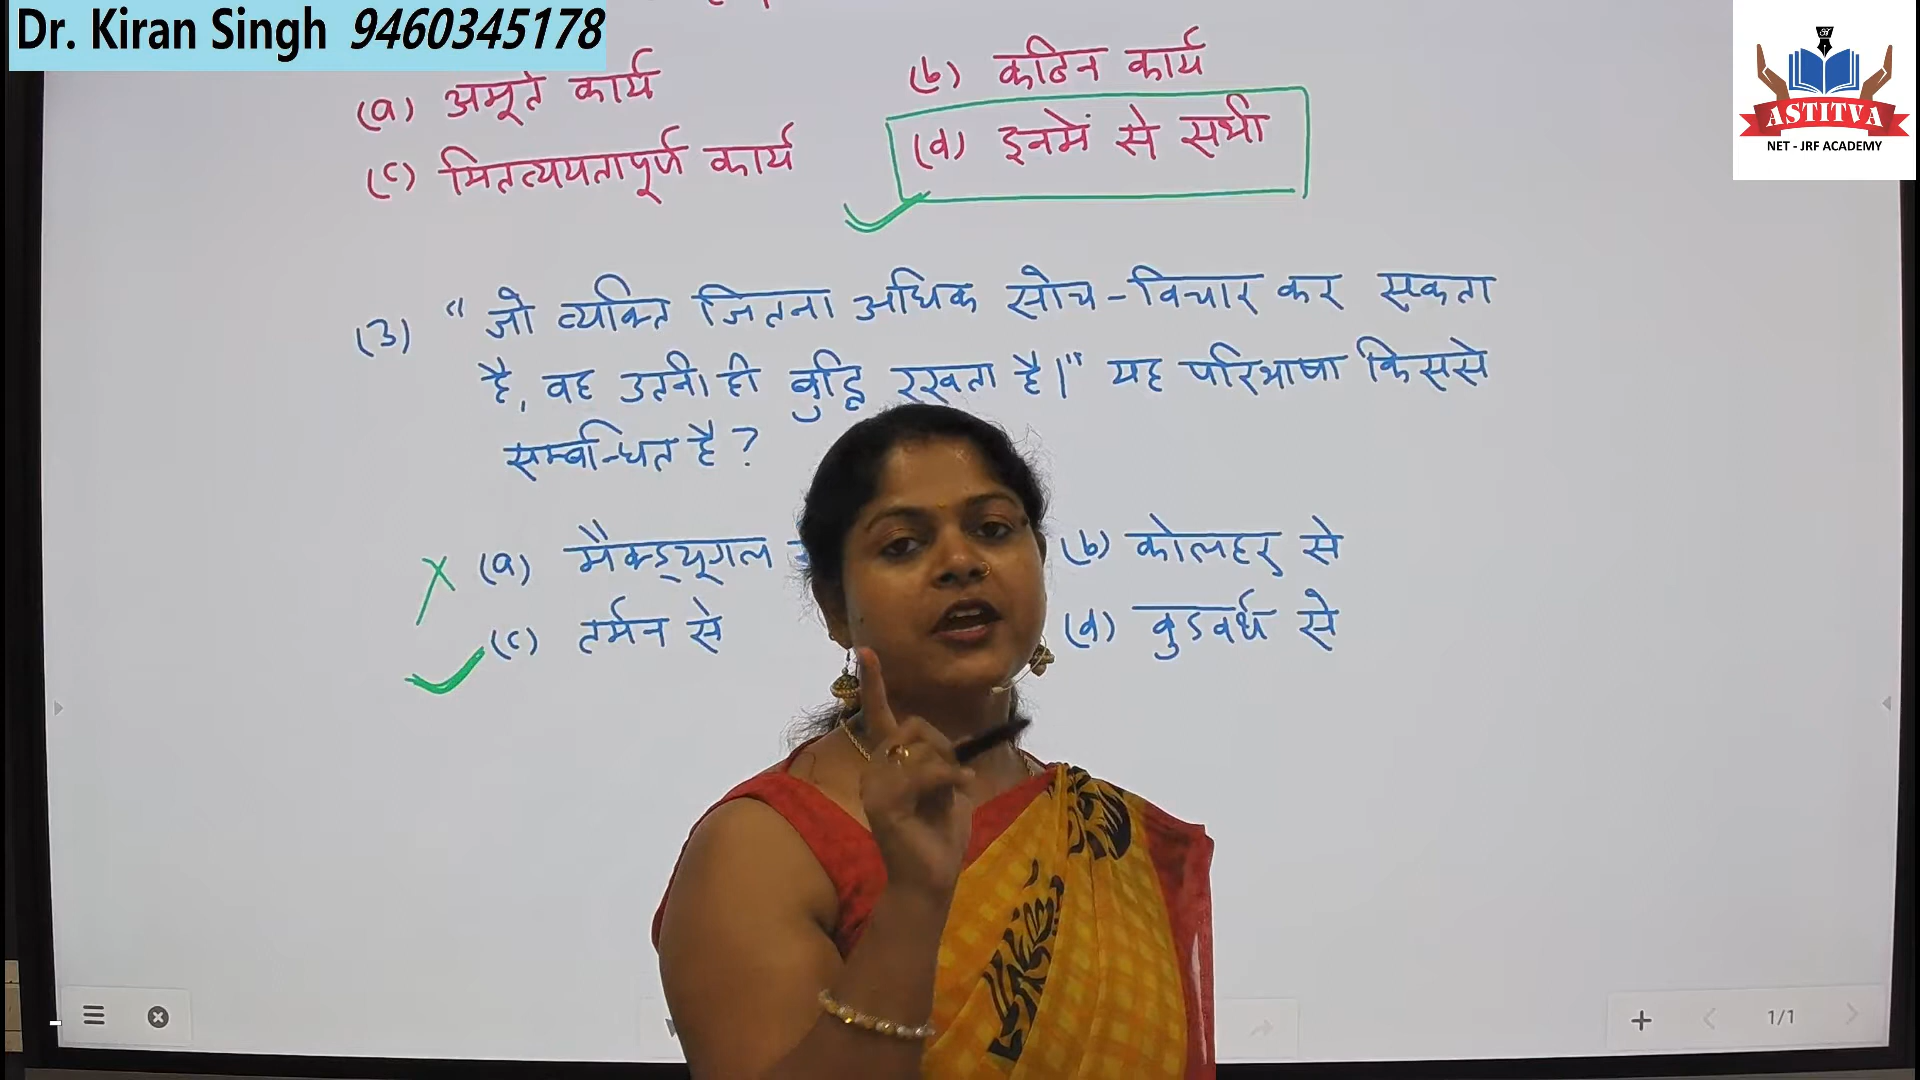 Dr. Kiran Singh 9460345178
ASTITVA
NET - JRF ACADEMY
(a) अमूर्त कार्य (b) कठिन कार्य
(c) मितव्ययतापूर्ण कार्य (d) इनमें से सभी
(3) “ जो व्यक्ति जितना अधिक सोच-विचार कर सकता
है, वह उतनी ही बुद्धि रखता है।" यह परिभाषा किससे
सम्बन्धित है ?
(a) मैक्ड्यूगल (b) कोलहर से
(c) टर्मन से (d) वुडवर्थ से
1/1